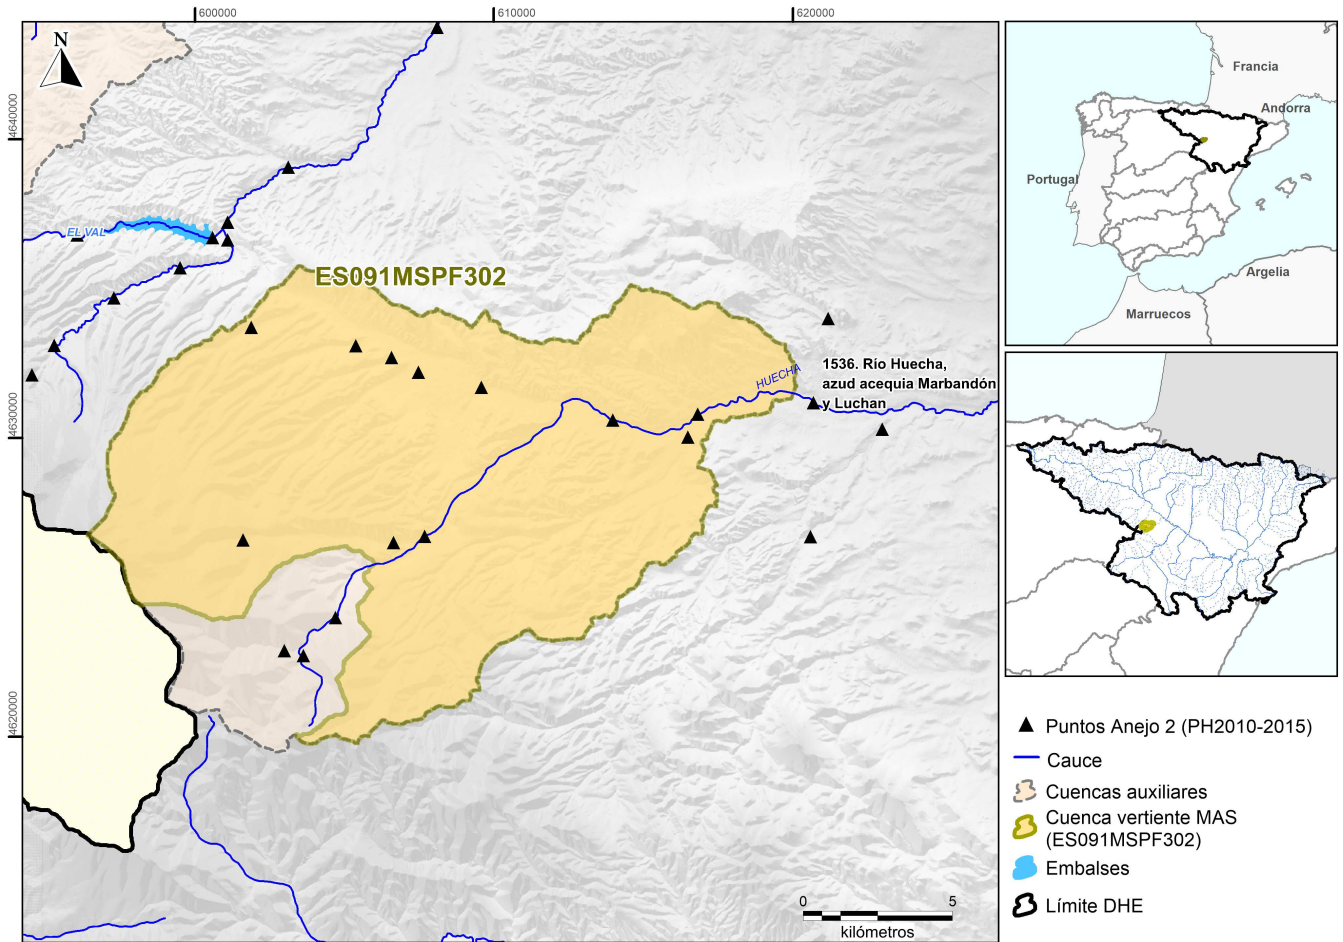 600000
610000
620000
N
4640000
4630000
4620000
EL VAL
ES091MSPF302
HUECHA
1536. Río Huecha,
azud acequia Marbandón
y Luchan
0
5
kilómetros
Francia
Andorra
Portugal
Argelia
Marruecos
Puntos Anejo 2 (PH2010-2015)
Cauce
Cuencas auxiliares
Cuenca vertiente MAS
(ES091MSPF302)
Embalses
Límite DHE